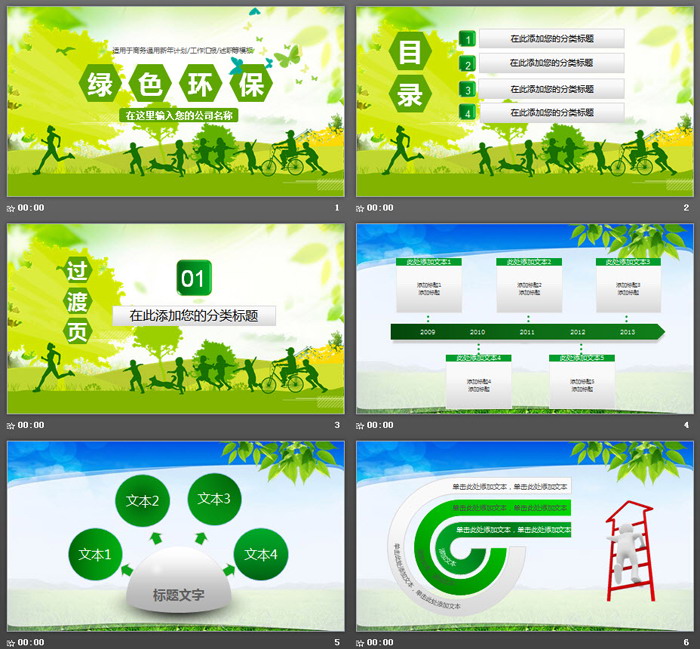 适用于商务通用新年计划/工作汇报/述职等模板
绿色环保
在这里输入您的公司名称
00:00
1
目录
1
在此添加您的分类标题
2
在此添加您的分类标题
3
在此添加您的分类标题
4
在此添加您的分类标题
00:00
2
过渡页
01
在此添加您的分类标题
00:00
3
此处添加文本1
添加标题1
添加标题
此处添加文本2
添加标题2
添加标题
此处添加文本3
添加标题3
添加标题
2009
2010
2011
2012
2013
此处添加文本4
添加标题4
添加标题
此处添加文本5
添加标题5
添加标题
00:00
4
文本1
文本2
文本3
文本4
标题文字
00:00
5
单击此处添加文本，单击此处添加文本
单击此处添加文本，单击此处添加文本
单击此处添加文本，单击此处添加文本
添加文本
单击此处添加文本，单击此处添加文本
00:00
6